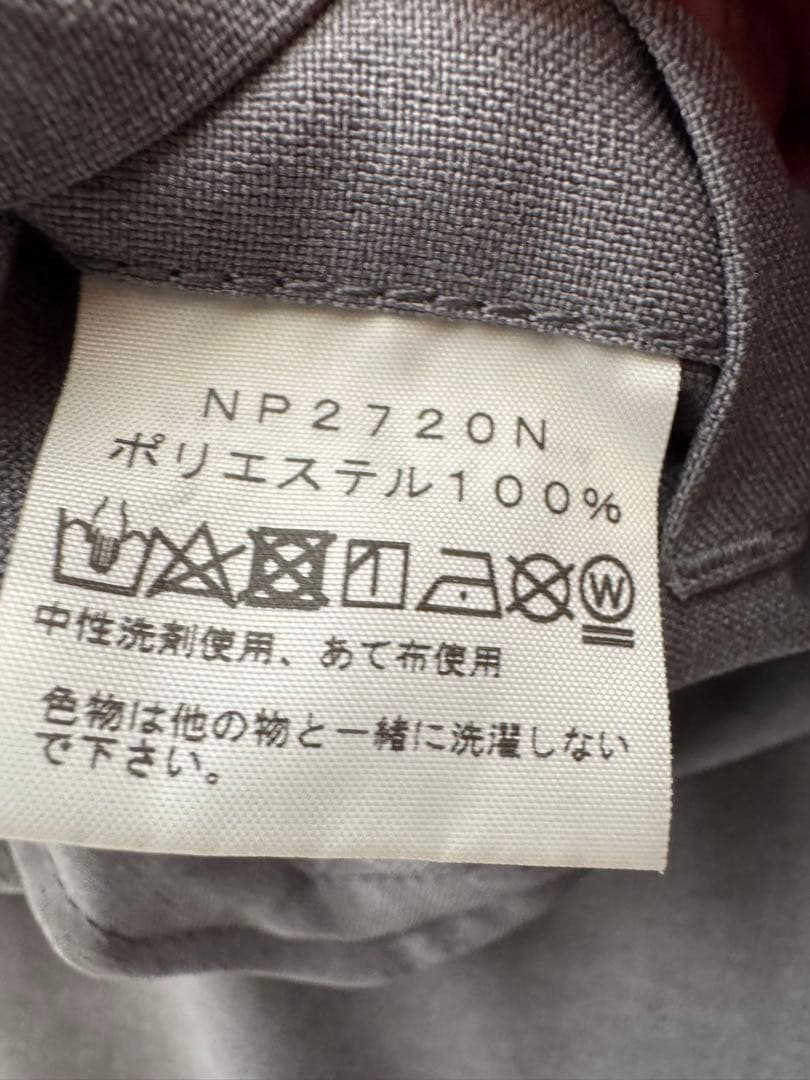 NP2720N
ポリエステル100%
W
中性洗剤使用、あて布使用
色物は他の物と一緒に洗濯しない
で下さい。